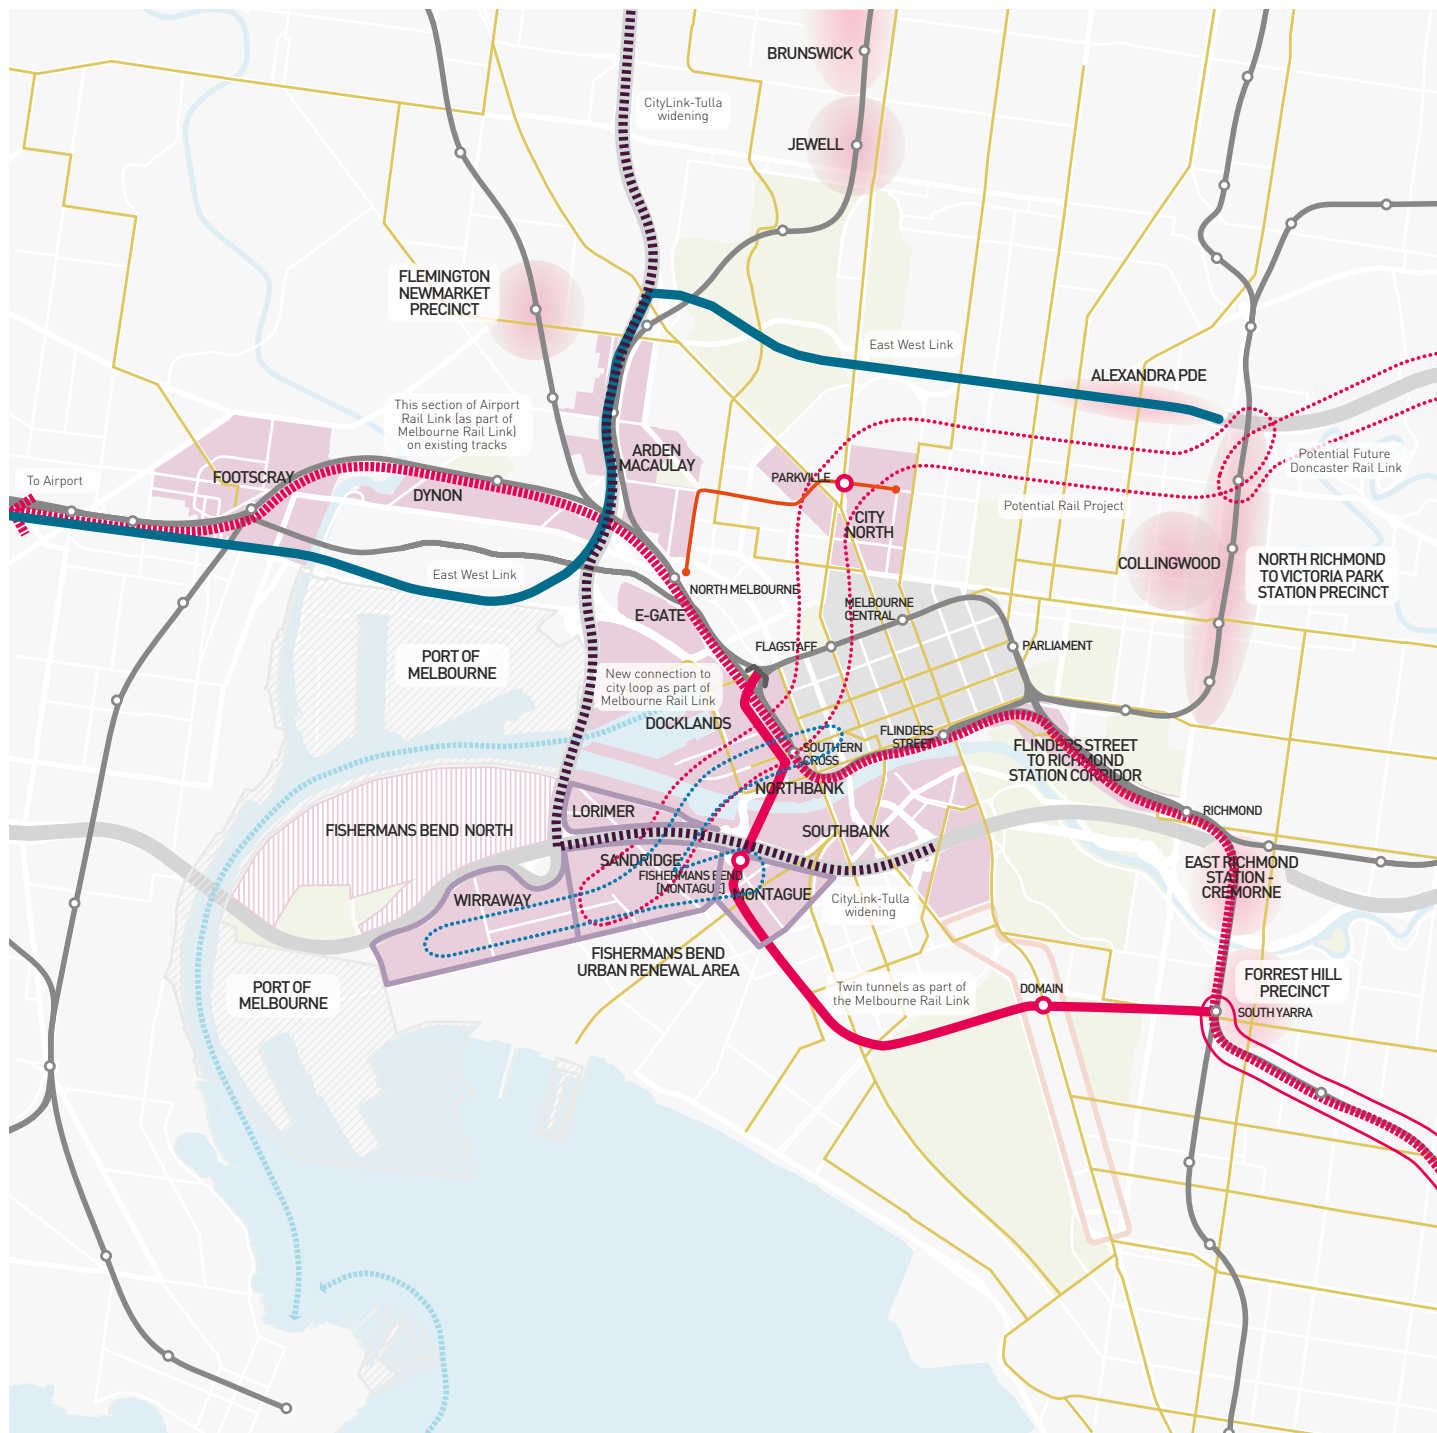 BRUNSWICK
CityLink-Tulla
widening
JEWELL
FLEMINGTON
NEWMARKET
PRECINCT
East West Link
ALEXANDRA PDE
This section of Airport
Rail Link (as part of
Melbourne Rail Link)
on existing tracks
ARDEN
MACAULAY
To Airport
FOOTSCRAY
DYNON
PARKVILLE
Potential Future
Doncaster Rail Link
Potential Rail Project
CITY
NORTH
East West Link
COLLINGWOOD
NORTH RICHMOND
TO VICTORIA PARK
STATION PRECINCT
NORTH MELBOURNE
E-GATE
MELBOURNE
CENTRAL
FLAGSTAFF
PARLIAMENT
PORT OF
MELBOURNE
New connection to
city loop as part of
Melbourne Rail Link
DOCKLANDS
FLINDERS
STREET
SOUTHERN
CROSS
FLINDERS STREET
TO RICHMOND
STATION CORRIDOR
NORTHBANK
LORIMER
RICHMOND
FISHERMANS BEND NORTH
SOUTHBANK
SANDRIDGE
FISHERMANS BEND
[MONTAGUE]
MONTAGUE
EAST RICHMOND
STATION -
CREMORNE
WIRRAWAY
CityLink-Tulla
widening
FISHERMANS BEND
URBAN RENEWAL AREA
PORT OF
MELBOURNE
Twin tunnels as part of
the Melbourne Rail Link
DOMAIN
FORREST HILL
PRECINCT
SOUTH YARRA